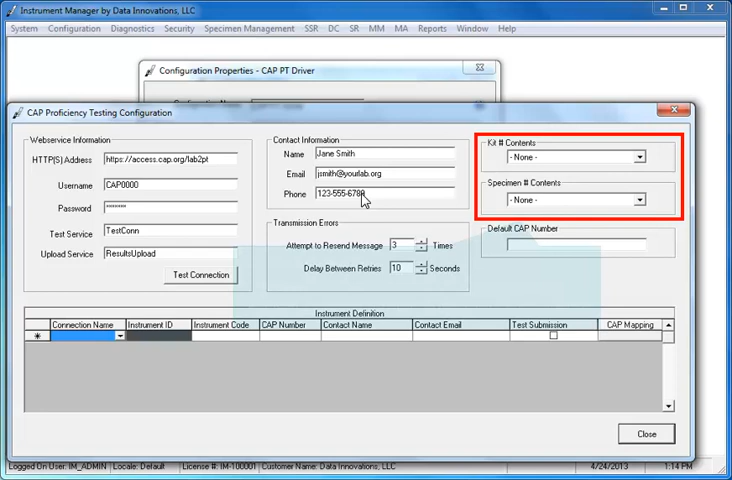 Instrument Manager by Data Innovations, LLC
System Configuration Diagnostics Security Specimen Management SSR DC SR MM MA Reports Window Help
Configuration Properties - CAP PT Driver
CAP Proficiency Testing Configuration
Webservice Information
HTTP(S) Address https://access.cap.org/lab2pt
Username CAP0000
Password *******
Test Service TestConn
Upload Service ResultsUpload
Test Connection
Contact Information
Name Jane Smith
Email jsmith@yourlab.org
Phone 123-555-6789
Transmission Errors
Attempt to Resend Message 3 Times
Delay Between Retries 10 Seconds
Kit # Contents
- None -
Specimen # Contents
- None -
Default CAP Number
Instrument Definition
Connection Name Instrument ID Instrument Code CAP Number Contact Name Contact Email Test Submission CAP Mapping
Close
Logged On User: IM_ADMIN Locale: Default License #: IM-100001 Customer Name: Data Innovations, LLC 4/24/2013 1:14 PM